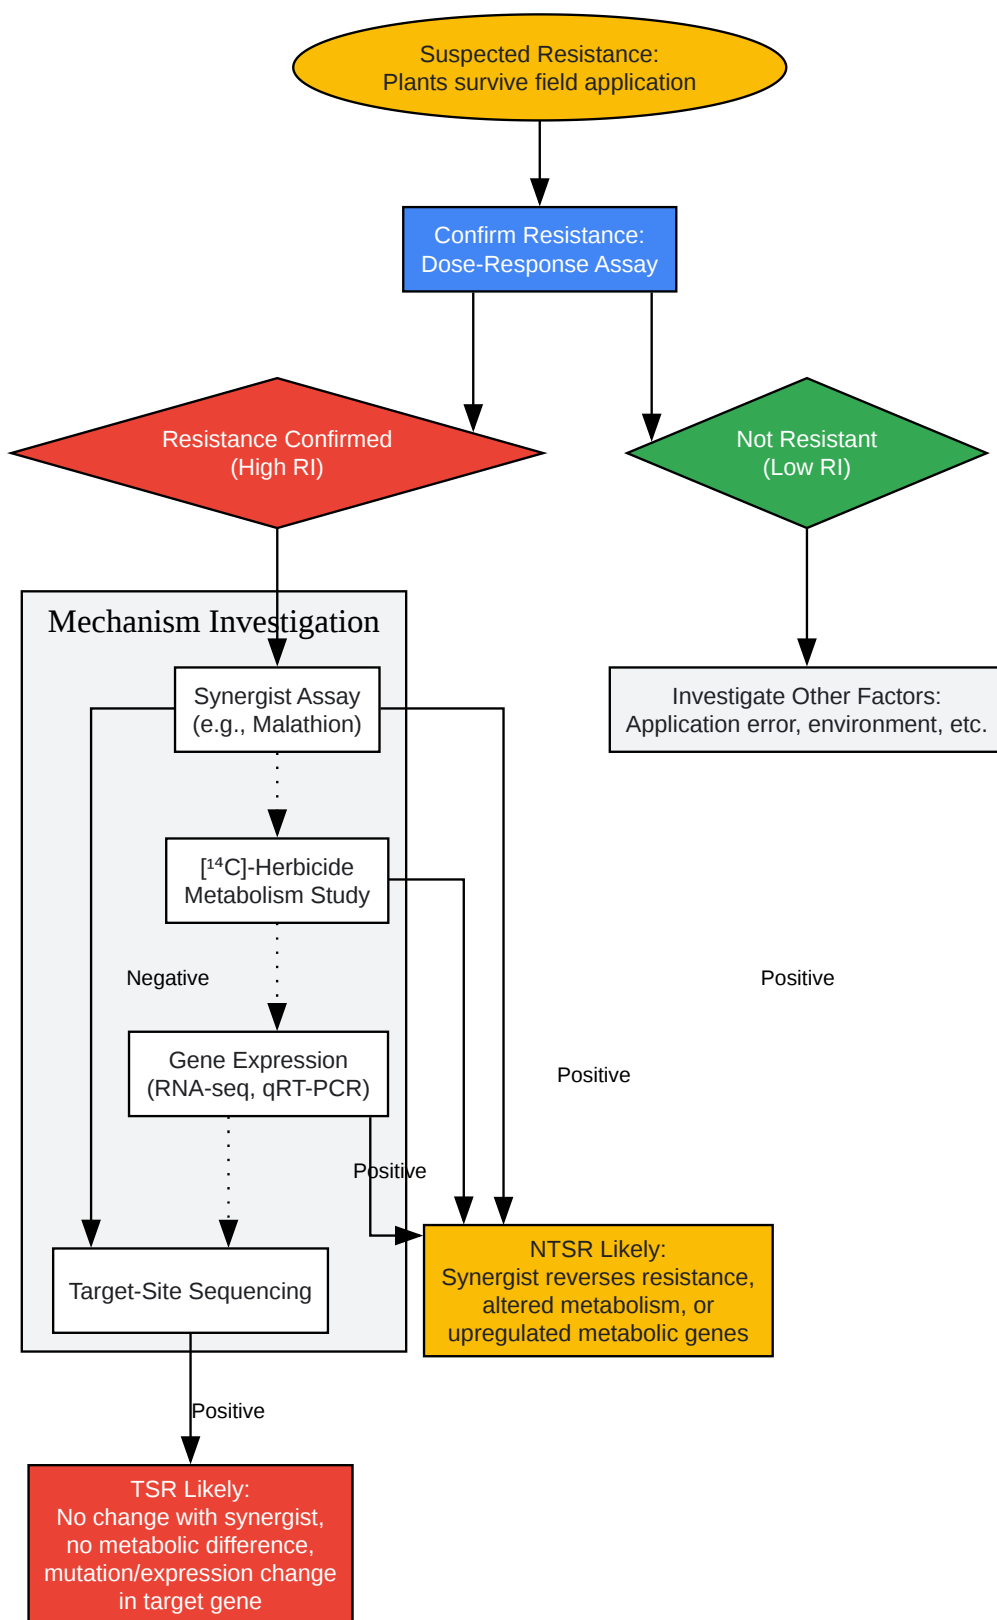 Suspected Resistance:
Plants survive field application
Confirm Resistance:
Dose-Response Assay
Resistance Confirmed
(High RI)
Not Resistant
(Low RI)
Mechanism Investigation
Synergist Assay
(e.g., Malathion)
Investigate Other Factors:
Application error, environment, etc.
[¹⁴C]-Herbicide
Metabolism Study
Negative
Positive
Gene Expression
(RNA-seq, qRT-PCR)
Positive
Positive
Target-Site Sequencing
NTSR Likely:
Synergist reverses resistance,
altered metabolism, or
upregulated metabolic genes
Positive
TSR Likely:
No change with synergist,
no metabolic difference,
mutation/expression change
in target gene